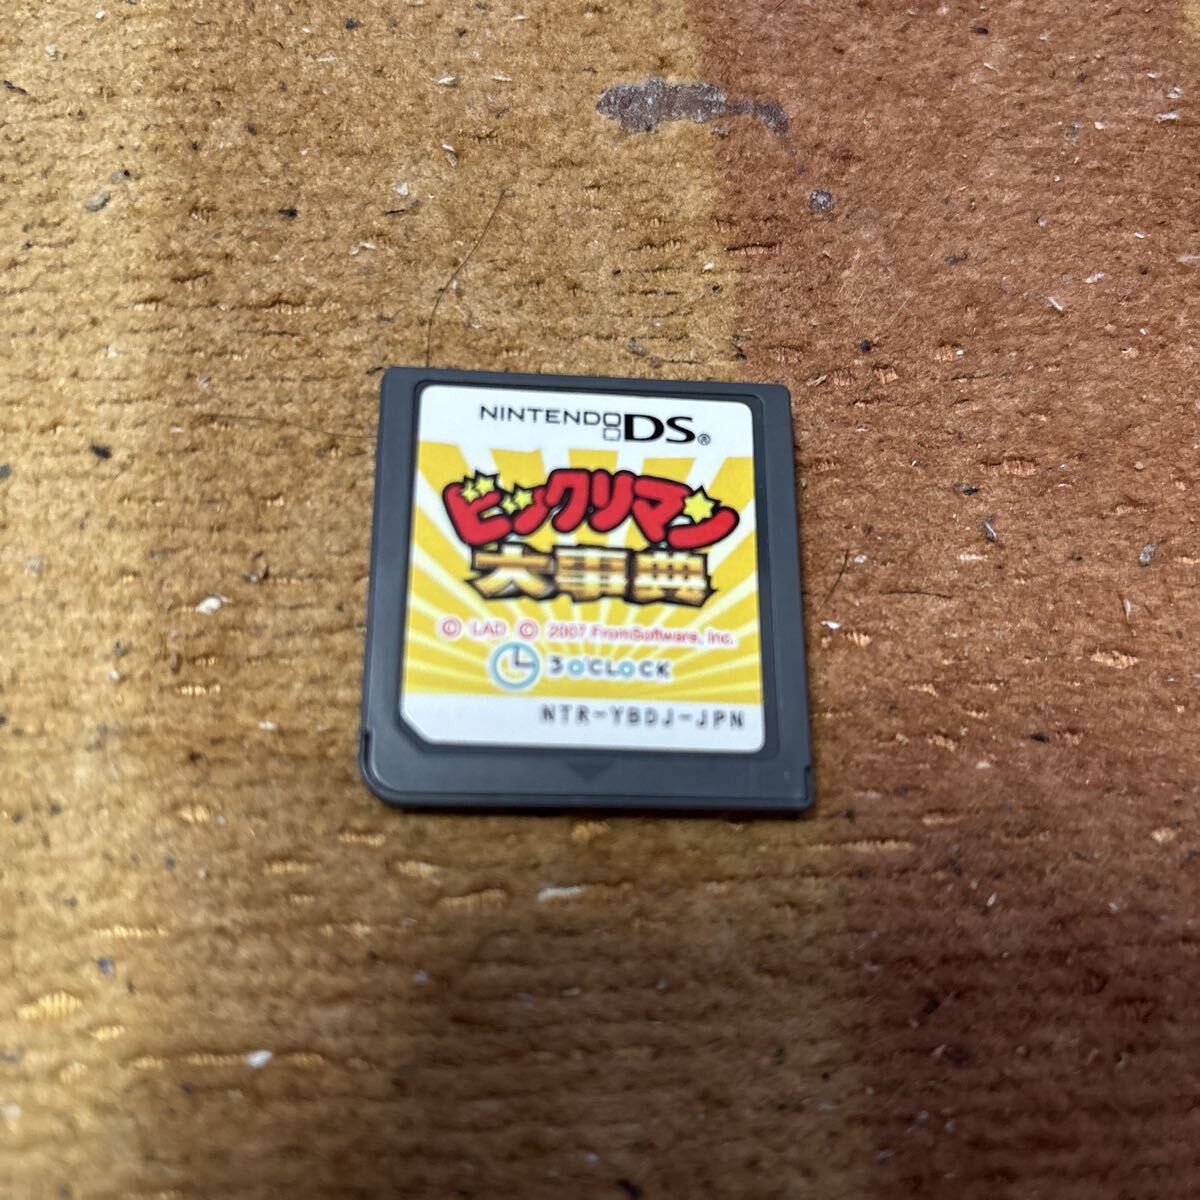 NINTENDO DS®
ビックリマン
大事典
© LAD © 2007 FromSoftware, Inc.
3 O'CLOCK
NTR-YBDJ-JPN